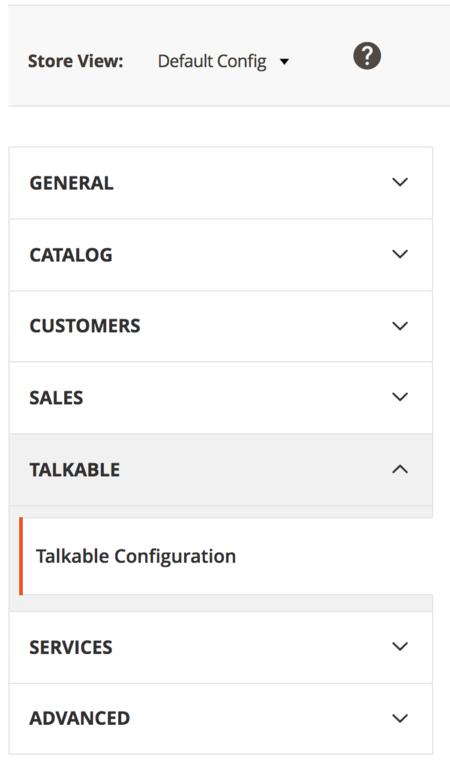 Store View: Default Config ?
GENERAL
CATALOG
CUSTOMERS
SALES
TALKABLE
Talkable Configuration
SERVICES
ADVANCED